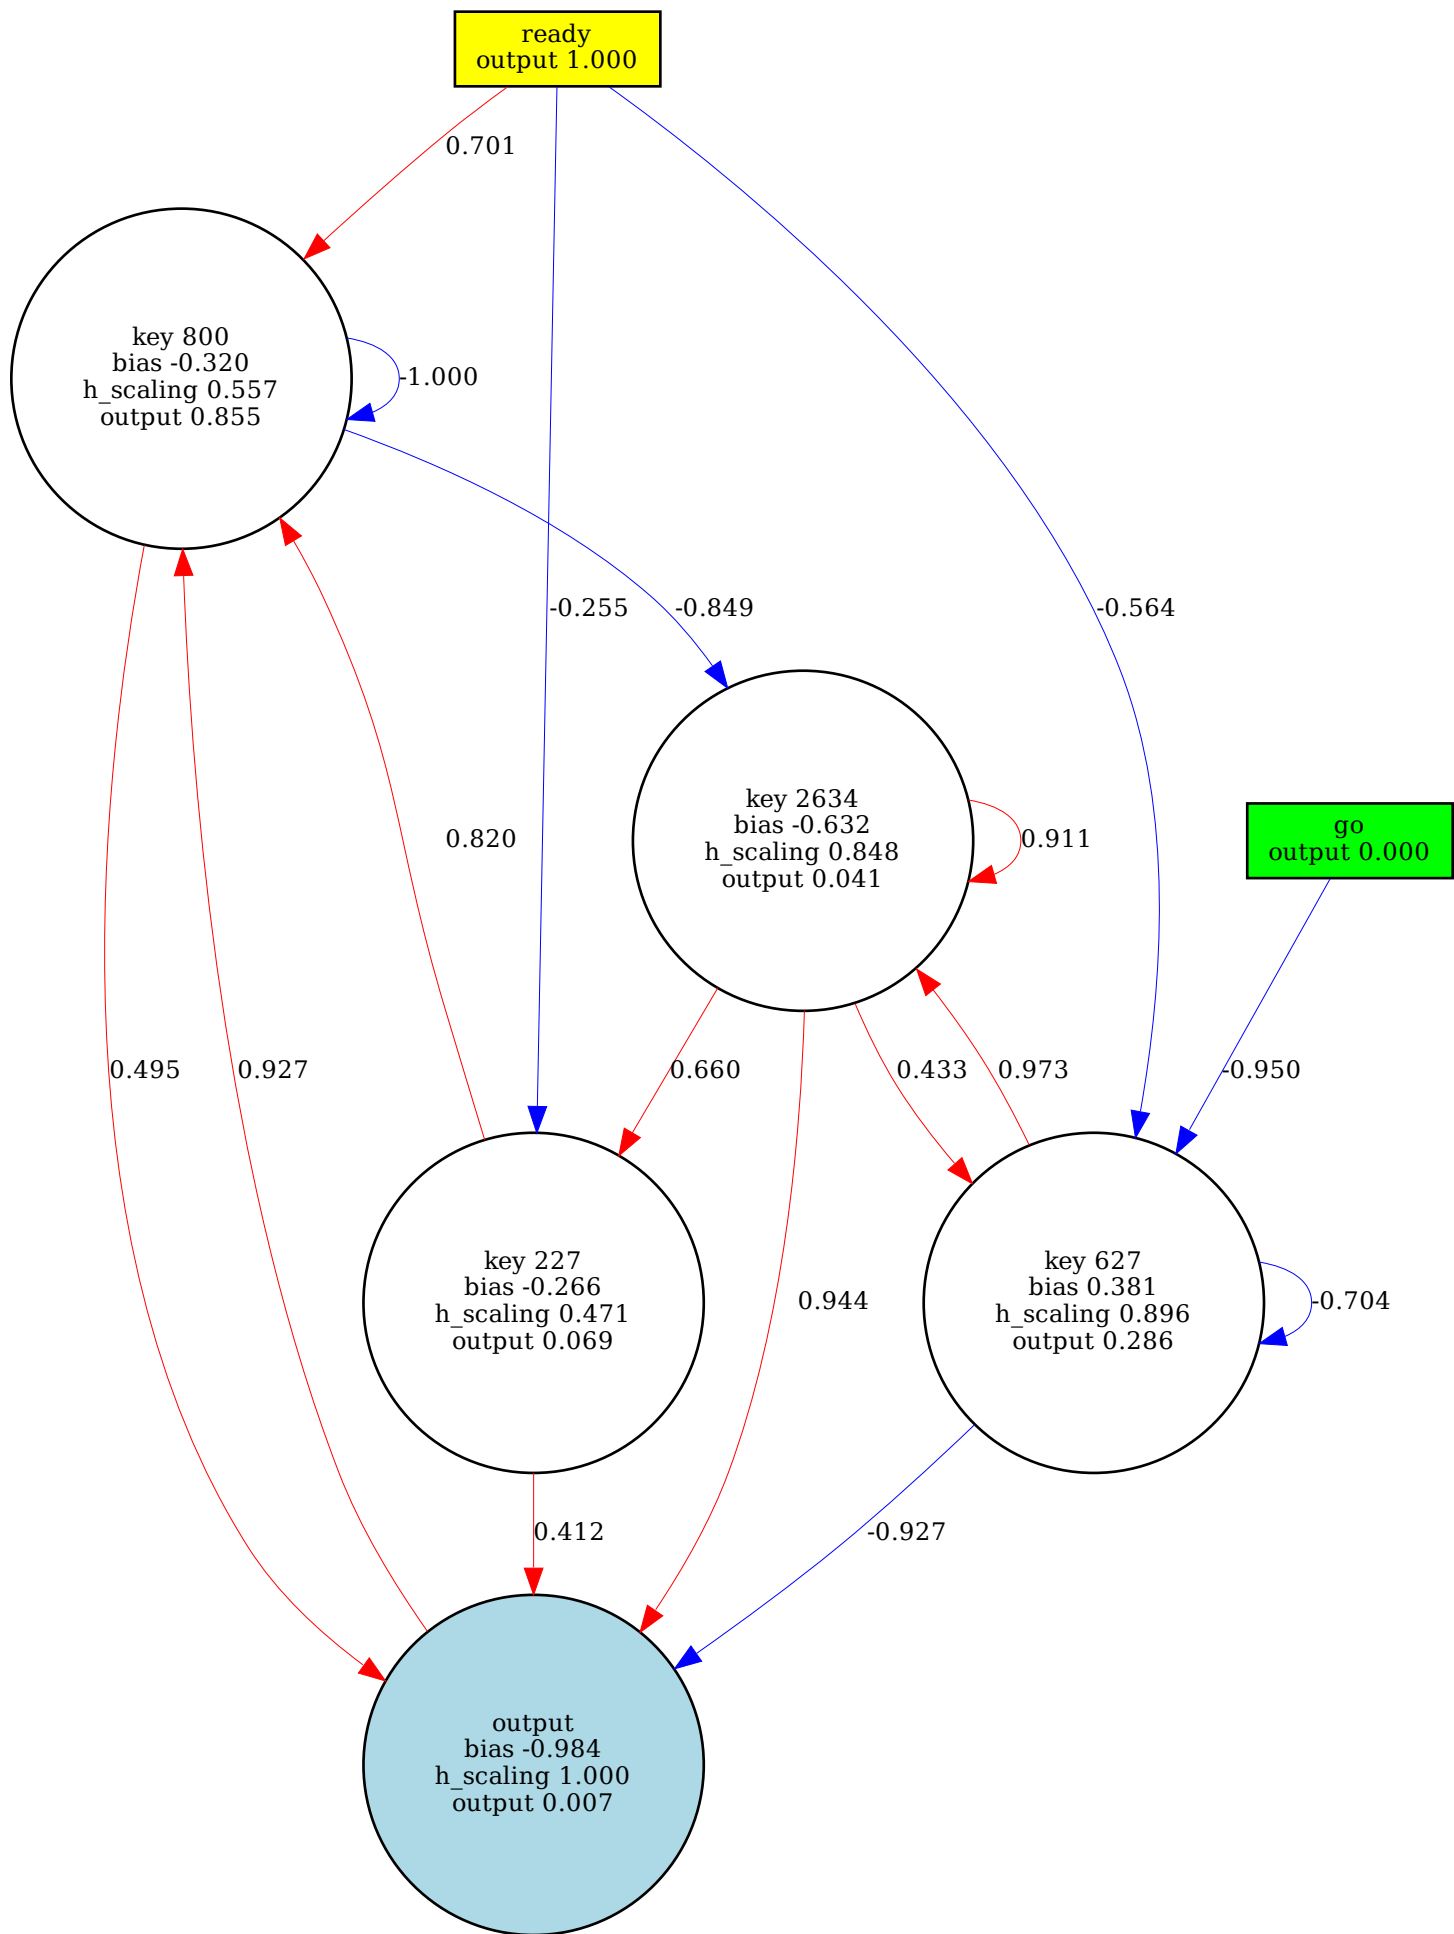 ready
output 1.000
0.701
key 800
bias -0.320
h_scaling 0.557
output 0.855
-1.000
-0.255
-0.849
-0.564
key 2634
bias -0.632
h_scaling 0.848
output 0.041
0.911
go
output 0.000
0.820
0.495
0.927
0.660
0.433
0.973
-0.950
key 227
bias -0.266
h_scaling 0.471
output 0.069
0.944
key 627
bias 0.381
h_scaling 0.896
output 0.286
-0.704
0.412
-0.927
output
bias -0.984
h_scaling 1.000
output 0.007